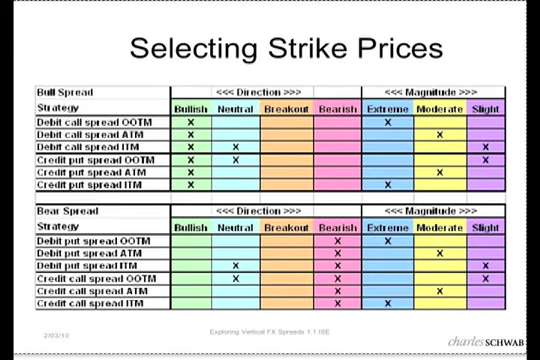 Selecting Strike Prices
Bull Spread <<< Direction >>> <<< Magnitude >>>
Strategy Bullish Neutral Breakout Bearish Extreme Moderate Slight
Debit call spread OOTM X X
Debit call spread ATM X X
Debit call spread ITM X X X
Credit put spread OOTM X X X
Credit put spread ATM X X
Credit put spread ITM X X
Bear Spread <<< Direction >>> <<< Magnitude >>>
Strategy Bullish Neutral Breakout Bearish Extreme Moderate Slight
Debit put spread OOTM X X
Debit put spread ATM X X
Debit put spread ITM X X X
Credit call spread OOTM X X X
Credit call spread ATM X X
Credit call spread ITM X X
2/03/10 Exploring Vertical FX Spreads 1.1 ISE charles SCHWAB